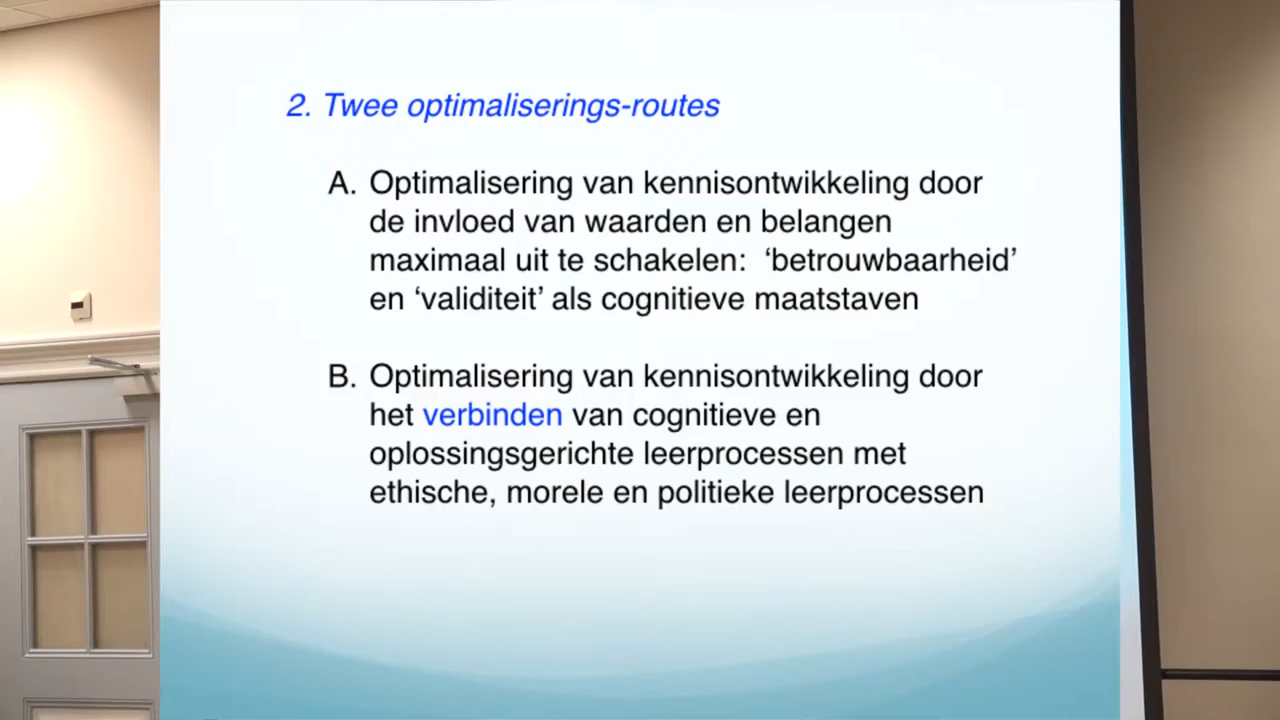 2. Twee optimaliserings-routes
A. Optimalisering van kennisontwikkeling door
de invloed van waarden en belangen
maximaal uit te schakelen: ‘betrouwbaarheid’
en ‘validiteit’ als cognitieve maatstaven
B. Optimalisering van kennisontwikkeling door
het verbinden van cognitieve en
oplossingsgerichte leerprocessen met
ethische, morele en politieke leerprocessen